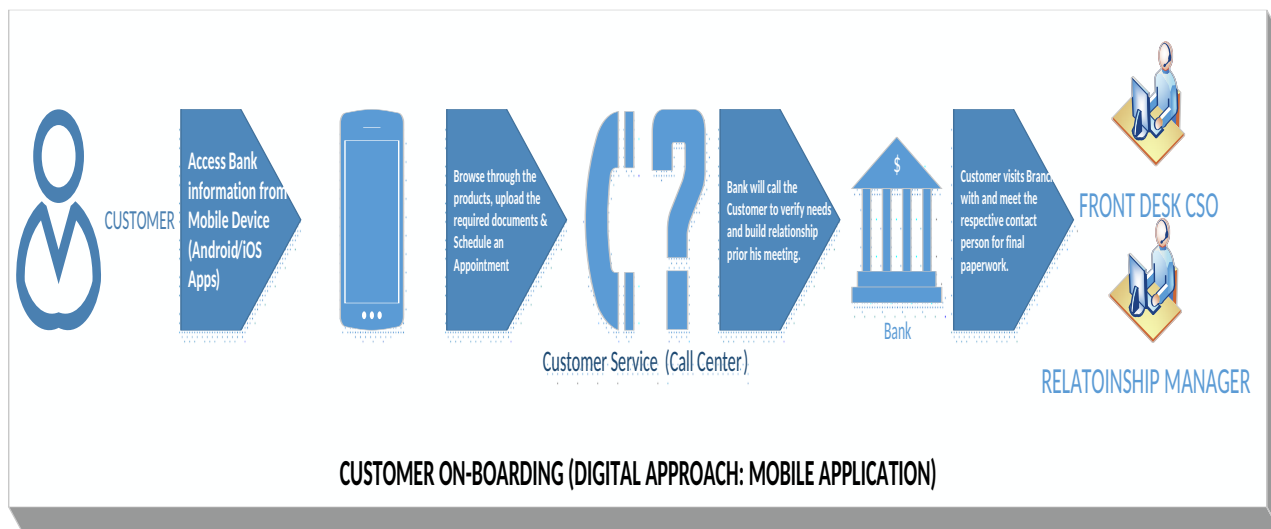 CUSTOMER
Access Bank
information from
Mobile Device
(Android/iOS
Apps)
Browse through the
products, upload the
required documents &
Schedule an
Appointment
Customer Service (Call Center)
Bank will call the
Customer to verify needs
and build relationship
prior his meeting.
$
Bank
Customer visits Branc
with and meet the
respective contact
person for final
paperwork.
FRONT DESK CSO
RELATOINSHIP MANAGER
CUSTOMER ON-BOARDING (DIGITAL APPROACH: MOBILE APPLICATION)